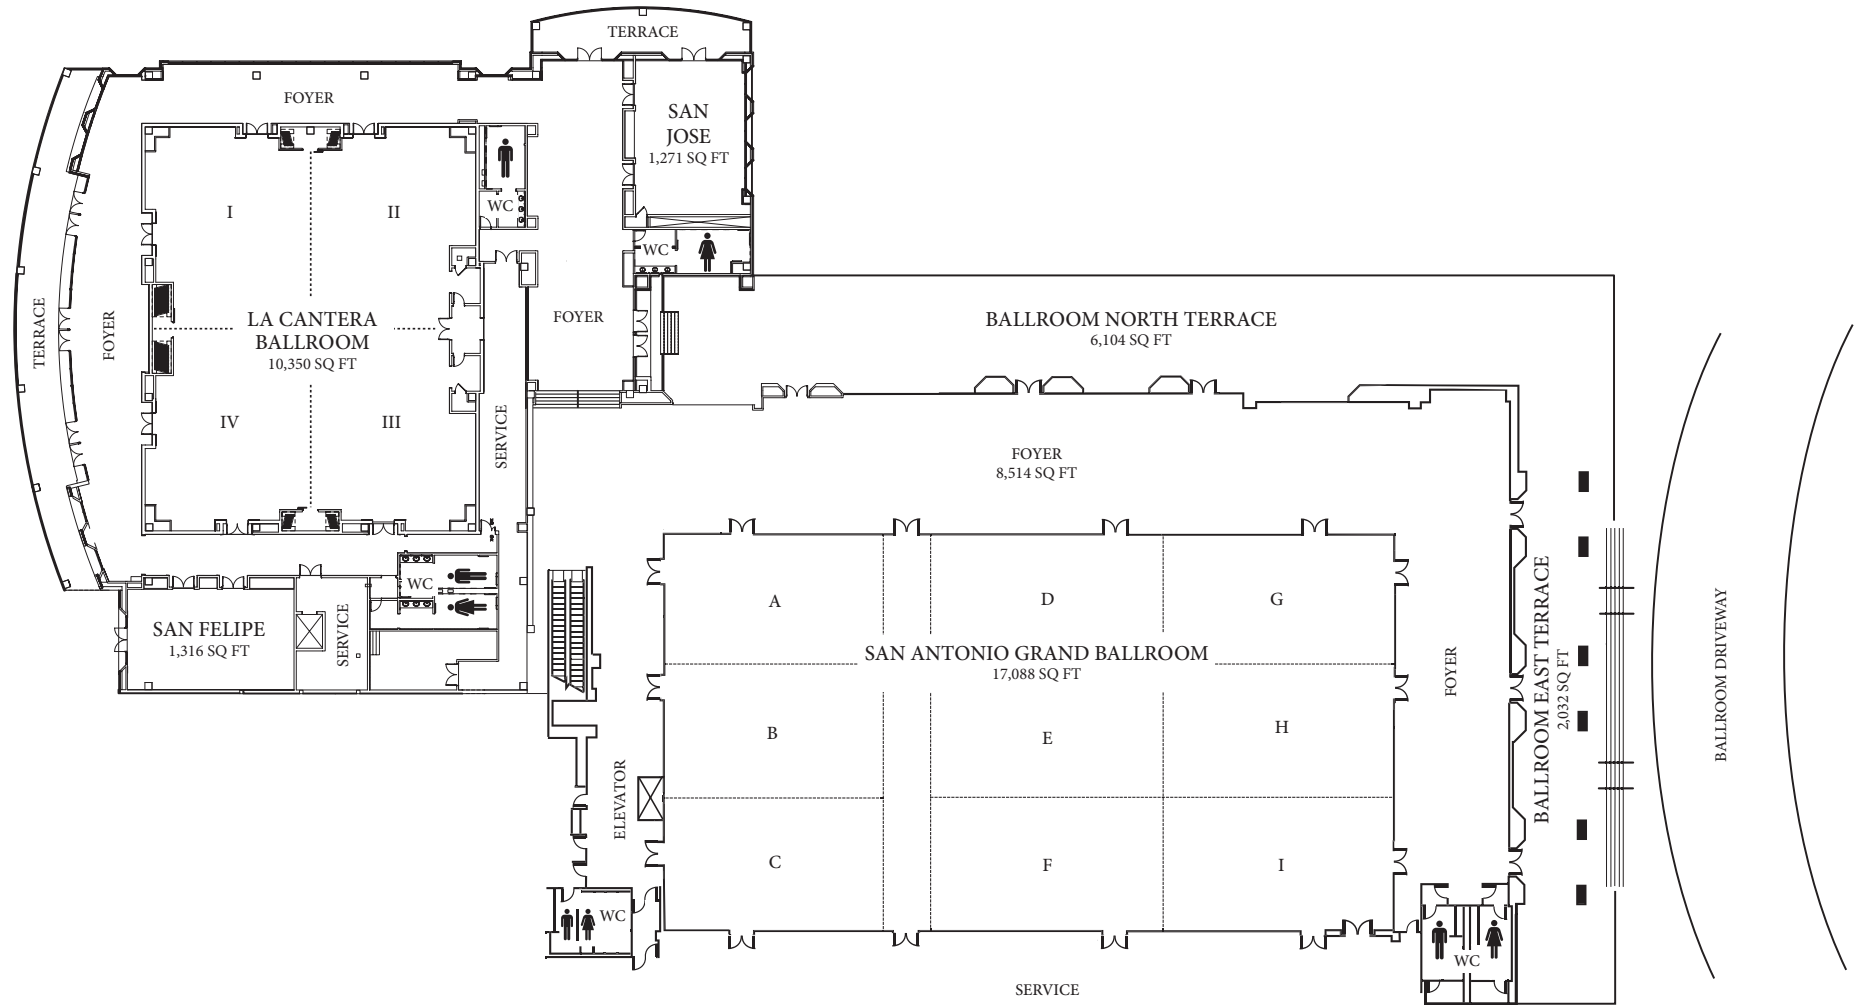 TERRACE
FOYER
SAN
JOSE
1,271 SQ FT
WC
I
II
WC
TERRACE
FOYER
LA CANTERA
BALLROOM
10,350 SQ FT
FOYER
BALLROOM NORTH TERRACE
6,104 SQ FT
IV
III
SERVICE
FOYER
8,514 SQ FT
WC
SAN FELIPE
1,316 SQ FT
SERVICE
A
D
G
SAN ANTONIO GRAND BALLROOM
17,088 SQ FT
FOYER
BALLROOM EAST TERRACE
2,032 SQ FT
BALLROOM DRIVEWAY
B
E
H
ELEVATOR
C
F
I
WC
WC
SERVICE